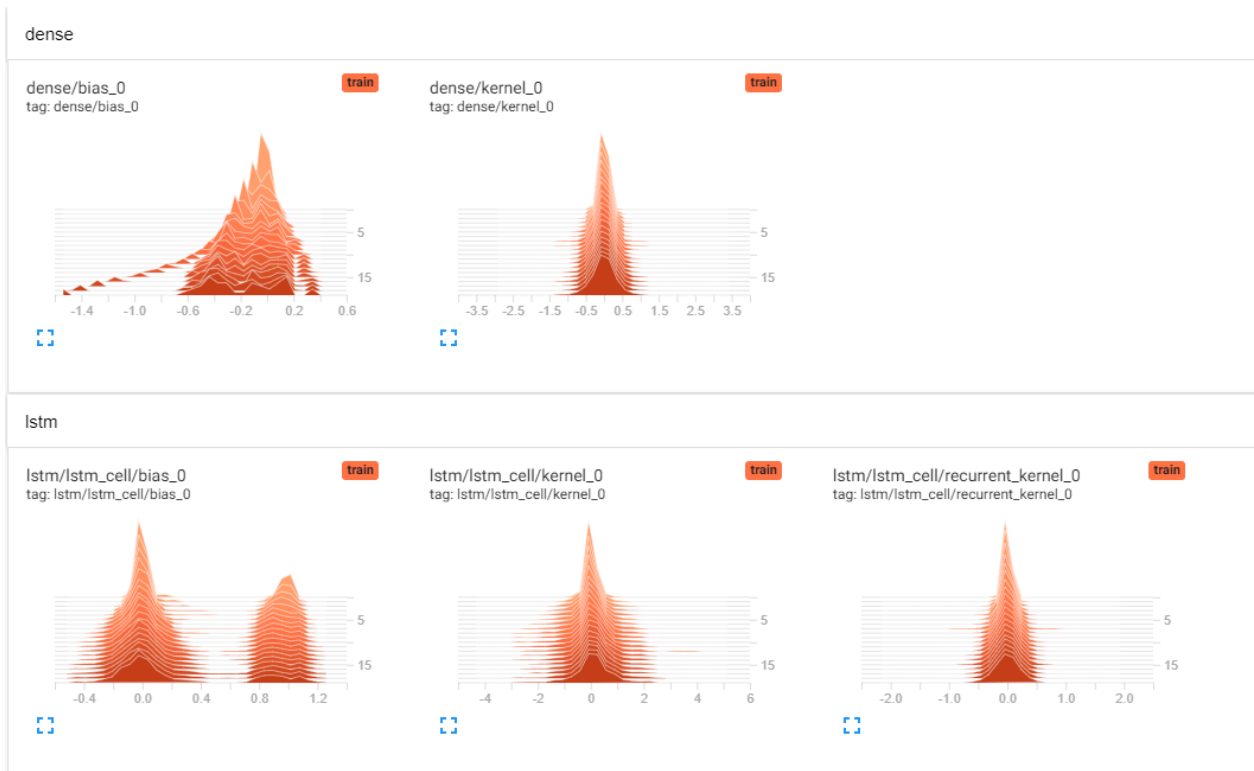 dense
dense/bias_0 train
tag: dense/bias_0
5
15
-1.4 -1.0 -0.6 -0.2 0.2 0.6
dense/kernel_0 train
tag: dense/kernel_0
5
15
-3.5 -2.5 -1.5 -0.5 0.5 1.5 2.5 3.5
lstm
lstm/lstm_cell/bias_0 train
tag: lstm/lstm_cell/bias_0
5
15
-0.4 0.0 0.4 0.8 1.2
lstm/lstm_cell/kernel_0 train
tag: lstm/lstm_cell/kernel_0
5
15
-4 -2 0 2 4 6
lstm/lstm_cell/recurrent_kernel_0 train
tag: lstm/lstm_cell/recurrent_kernel_0
5
15
-2.0 -1.0 0.0 1.0 2.0